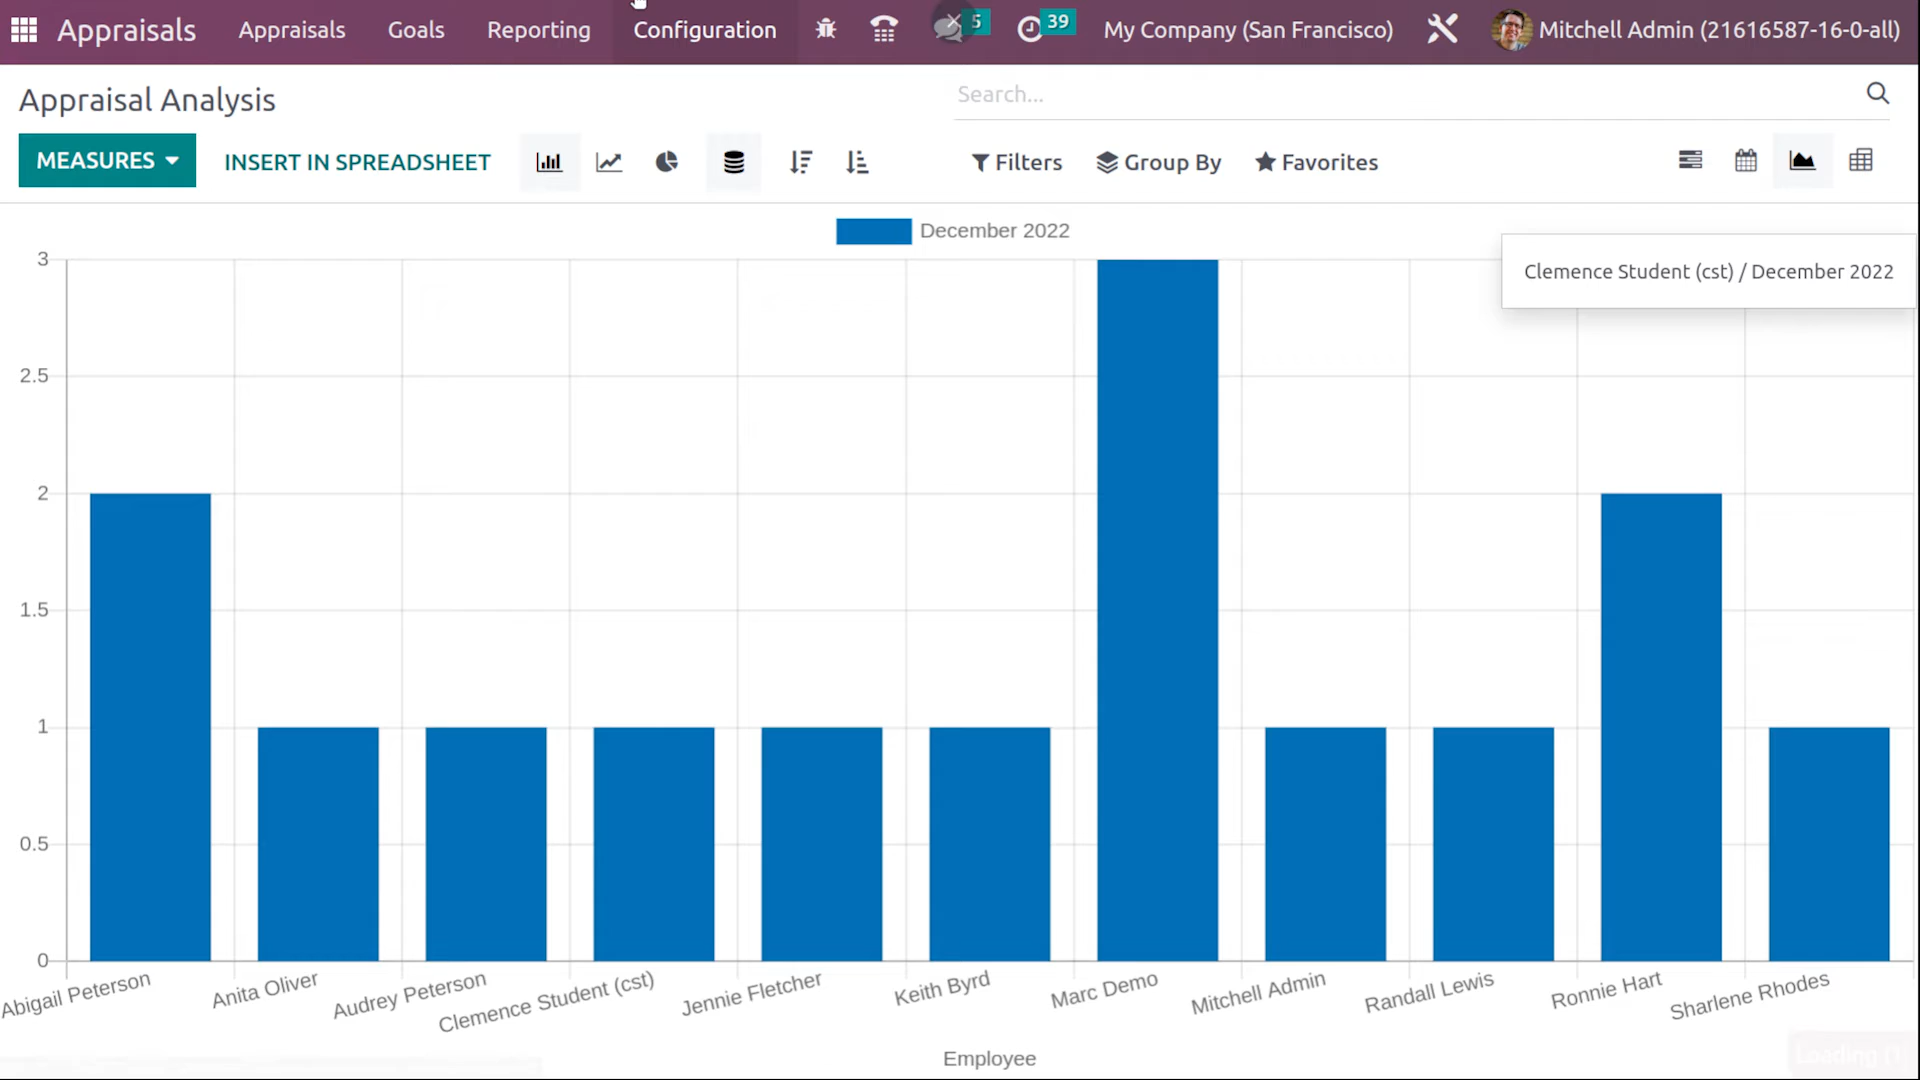 Appraisals Appraisals Goals Reporting Configuration 5 39 My Company (San Francisco) Mitchell Admin (21616587-16-0-all)
Appraisal Analysis
Search...
MEASURES INSERT IN SPREADSHEET Filters Group By Favorites
December 2022
Clemence Student (cst) / December 2022
3
2.5
2
1.5
1
0.5
0
Abigail Peterson
Anita Oliver
Audrey Peterson
Clemence Student (cst)
Jennie Fletcher
Keith Byrd
Marc Demo
Mitchell Admin
Randall Lewis
Ronnie Hart
Sharlene Rhodes
Employee
Loading (1